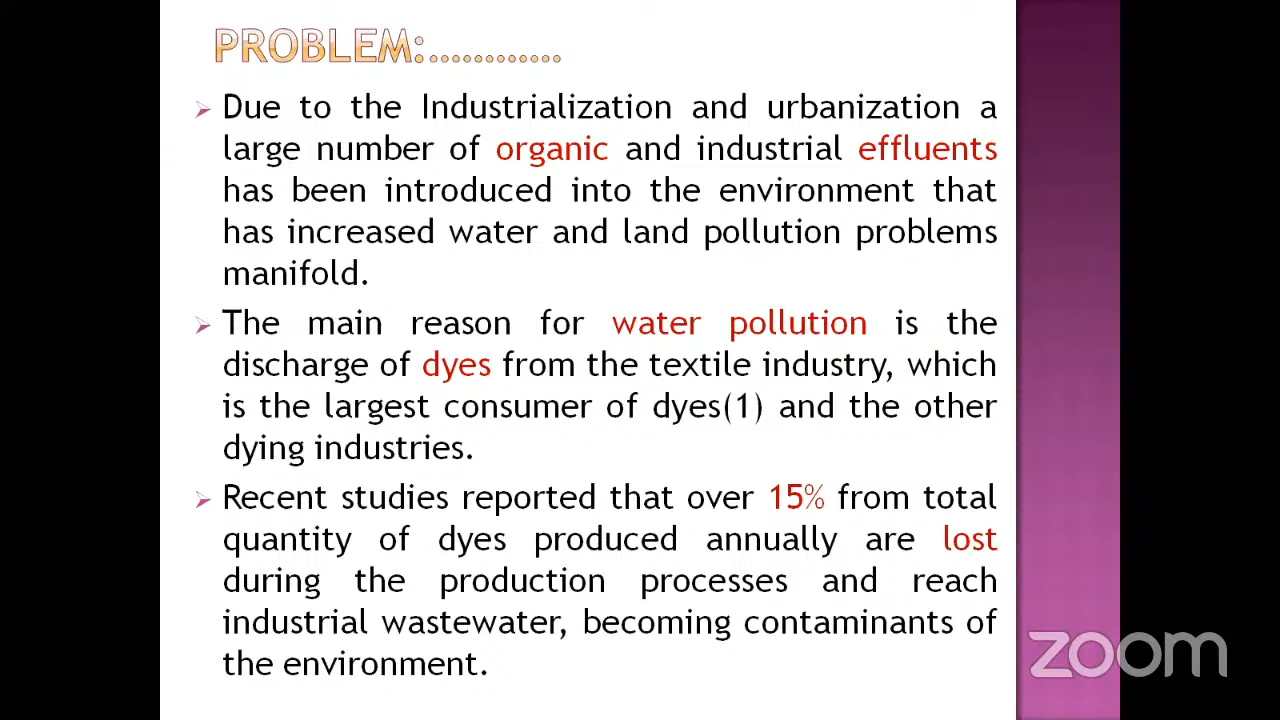 PROBLEM:............
Due to the Industrialization and urbanization a
large number of organic and industrial effluents
has been introduced into the environment that
has increased water and land pollution problems
manifold.
The main reason for water pollution is the
discharge of dyes from the textile industry, which
is the largest consumer of dyes(1) and the other
dying industries.
Recent studies reported that over 15% from total
quantity of dyes produced annually are lost
during the production processes and reach
industrial wastewater, becoming contaminants of
the environment.
zoom